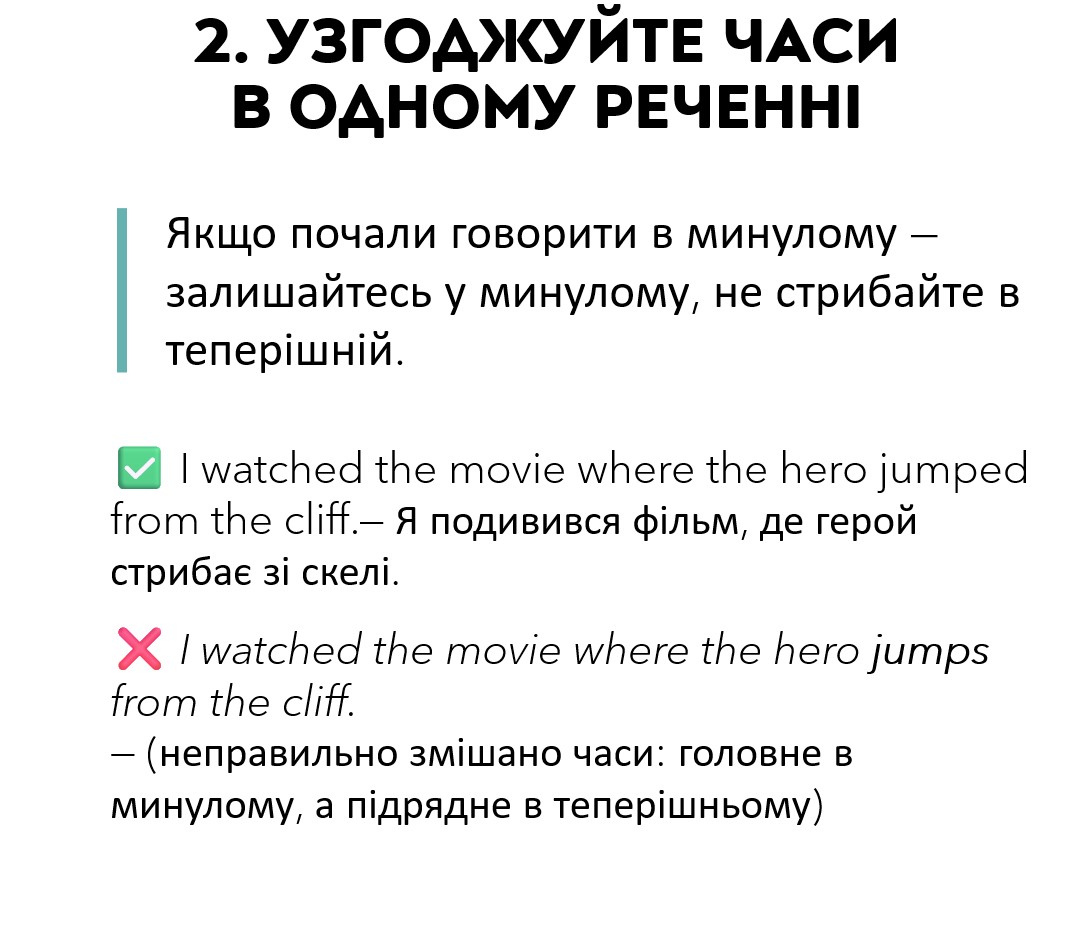 2. УЗГОДЖУЙТЕ ЧАСИ
В ОДНОМУ РЕЧЕННІ
Якщо почали говорити в минулому –
залишайтесь у минулому, не стрибайте в
теперішній.
✅ I watched the movie where the hero jumped
from the cliff.– Я подивився фільм, де герой
стрибає зі скелі.
❌ I watched the movie where the hero jumps
from the cliff.
– (неправильно змішано часи: головне в
минулому, а підрядне в теперішньому)